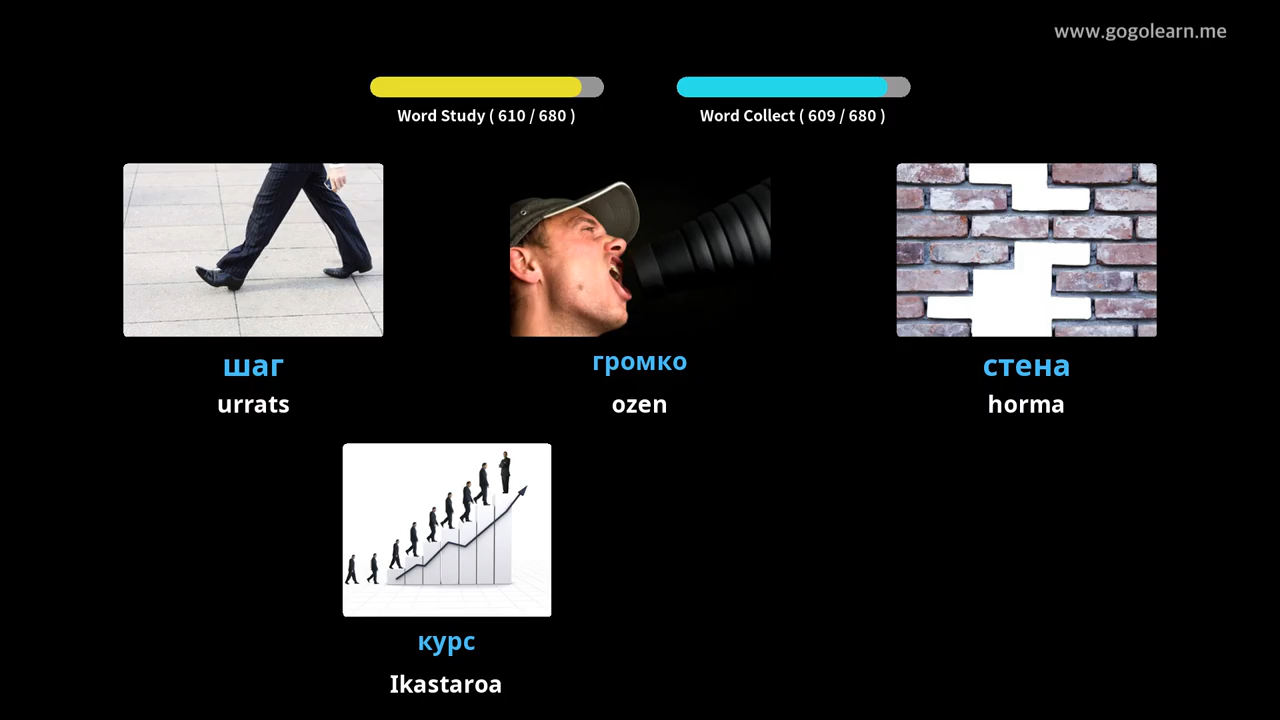 www.gogolearn.me
Word Study ( 610 / 680 )
Word Collect ( 609 / 680 )
шаг
urrats
громко
ozen
стена
horma
курс
Ikastaroa